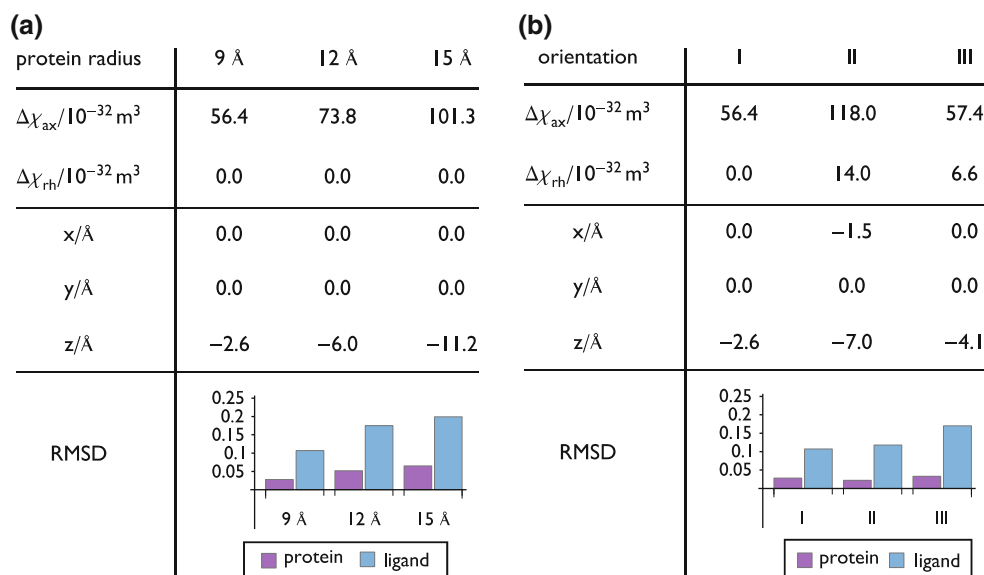 (a)
protein radius 9 Å 12 Å 15 Å
Δχax/10−32 m3 56.4 73.8 101.3
Δχrh/10−32 m3 0.0 0.0 0.0
x/Å 0.0 0.0 0.0
y/Å 0.0 0.0 0.0
z/Å −2.6 −6.0 −11.2
RMSD
0.25
0.2
0.15
0.1
0.05
9 Å 12 Å 15 Å
protein ligand
(b)
orientation I II III
Δχax/10−32 m3 56.4 118.0 57.4
Δχrh/10−32 m3 0.0 14.0 6.6
x/Å 0.0 −1.5 0.0
y/Å 0.0 0.0 0.0
z/Å −2.6 −7.0 −4.1
RMSD
0.25
0.2
0.15
0.1
0.05
I II III
protein ligand